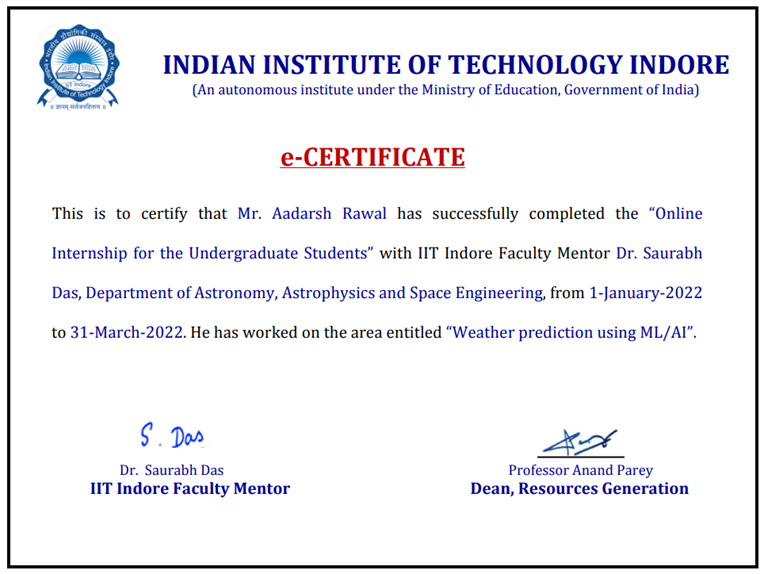 भारतीय प्रौद्योगिकी संस्थान इंदौर
IIT Indore
Indian Institute of Technology Indore
॥ ज्ञानम् सर्वजनहिताय ॥
INDIAN INSTITUTE OF TECHNOLOGY INDORE
(An autonomous institute under the Ministry of Education, Government of India)
e-CERTIFICATE
This is to certify that Mr. Aadarsh Rawal has successfully completed the “Online
Internship for the Undergraduate Students” with IIT Indore Faculty Mentor Dr. Saurabh
Das, Department of Astronomy, Astrophysics and Space Engineering, from 1-January-2022
to 31-March-2022. He has worked on the area entitled “Weather prediction using ML/AI”.
S. Das
Dr. Saurabh Das
IIT Indore Faculty Mentor
Professor Anand Parey
Dean, Resources Generation